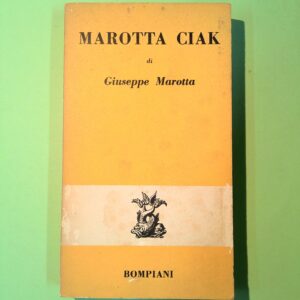 MAROTTA CIAK
di
Giuseppe Marotta
BOMPIANI